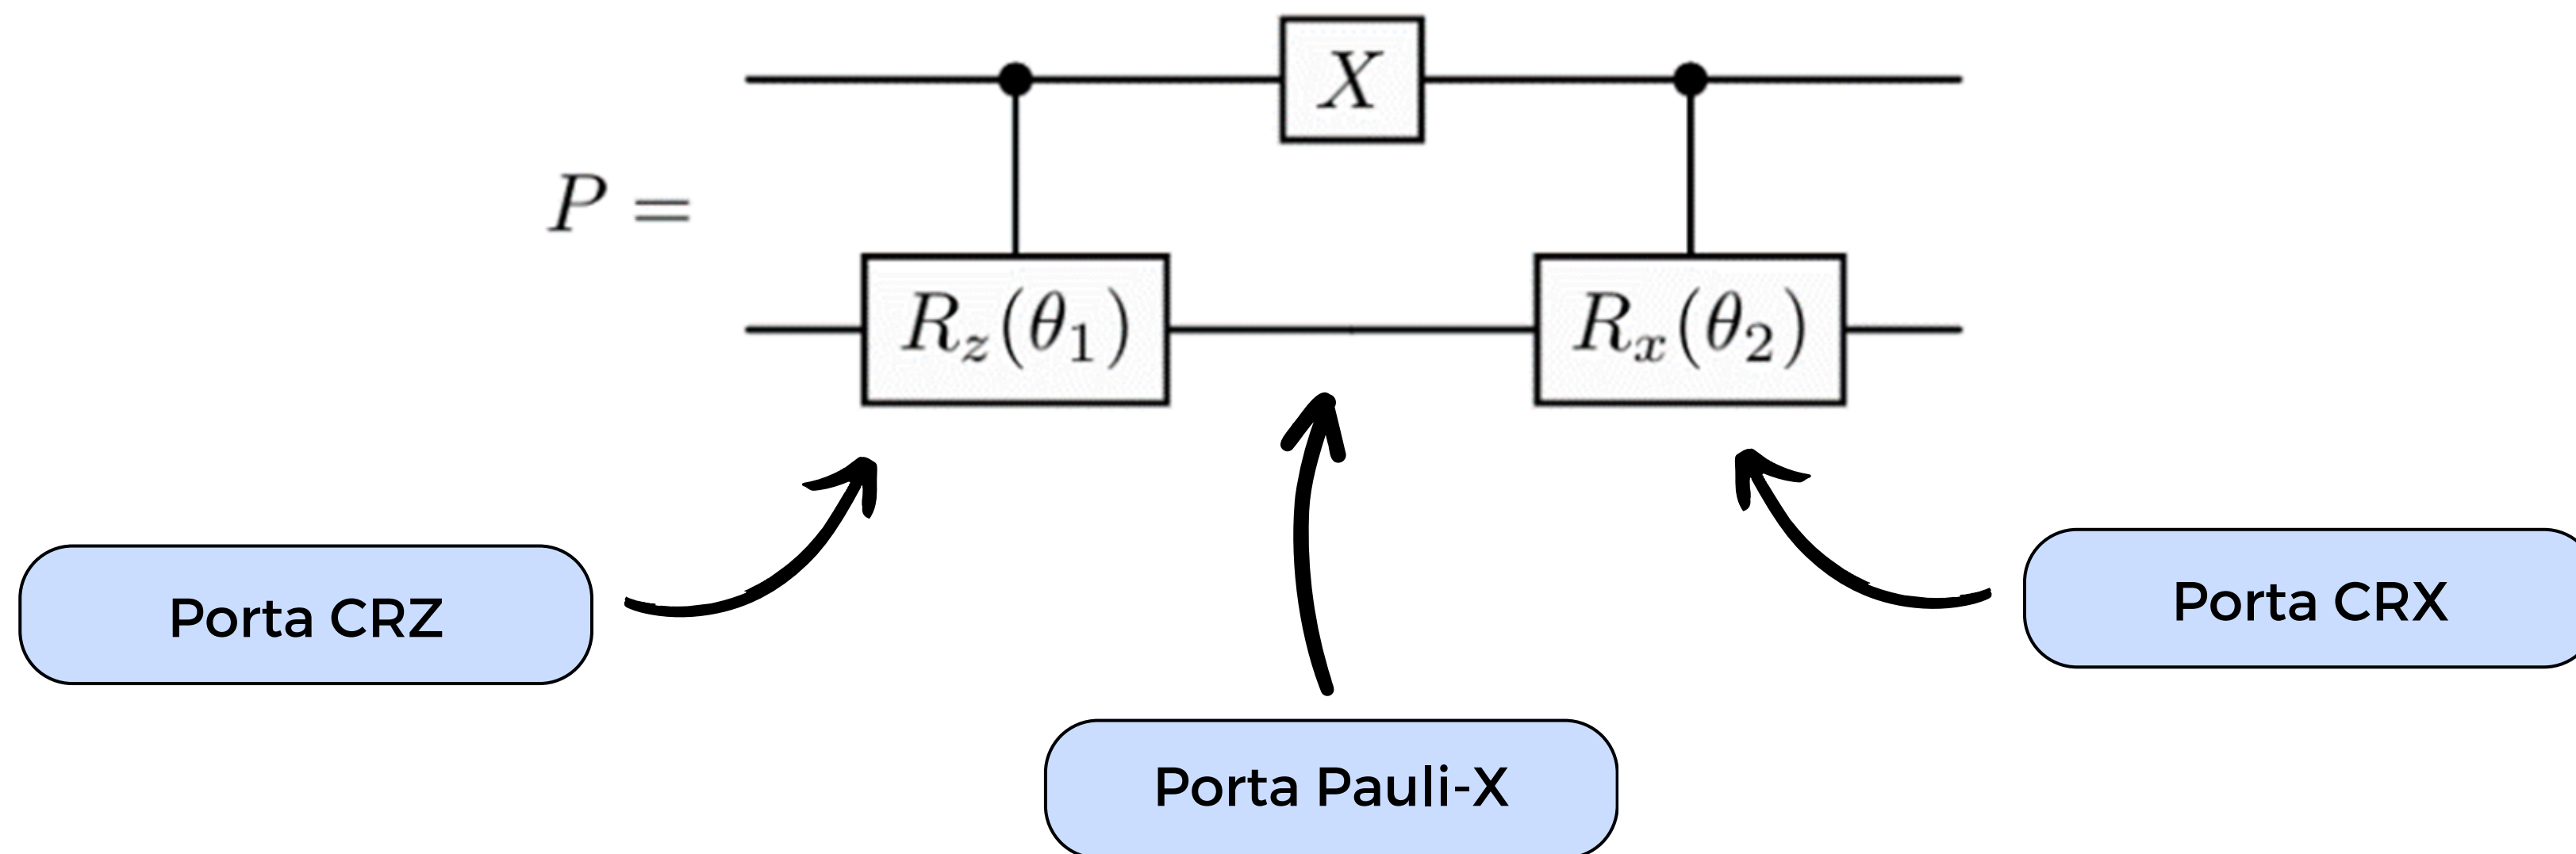 X
P =
R_z(θ_1)
R_x(θ_2)
Porta CRZ
Porta CRX
Porta Pauli-X